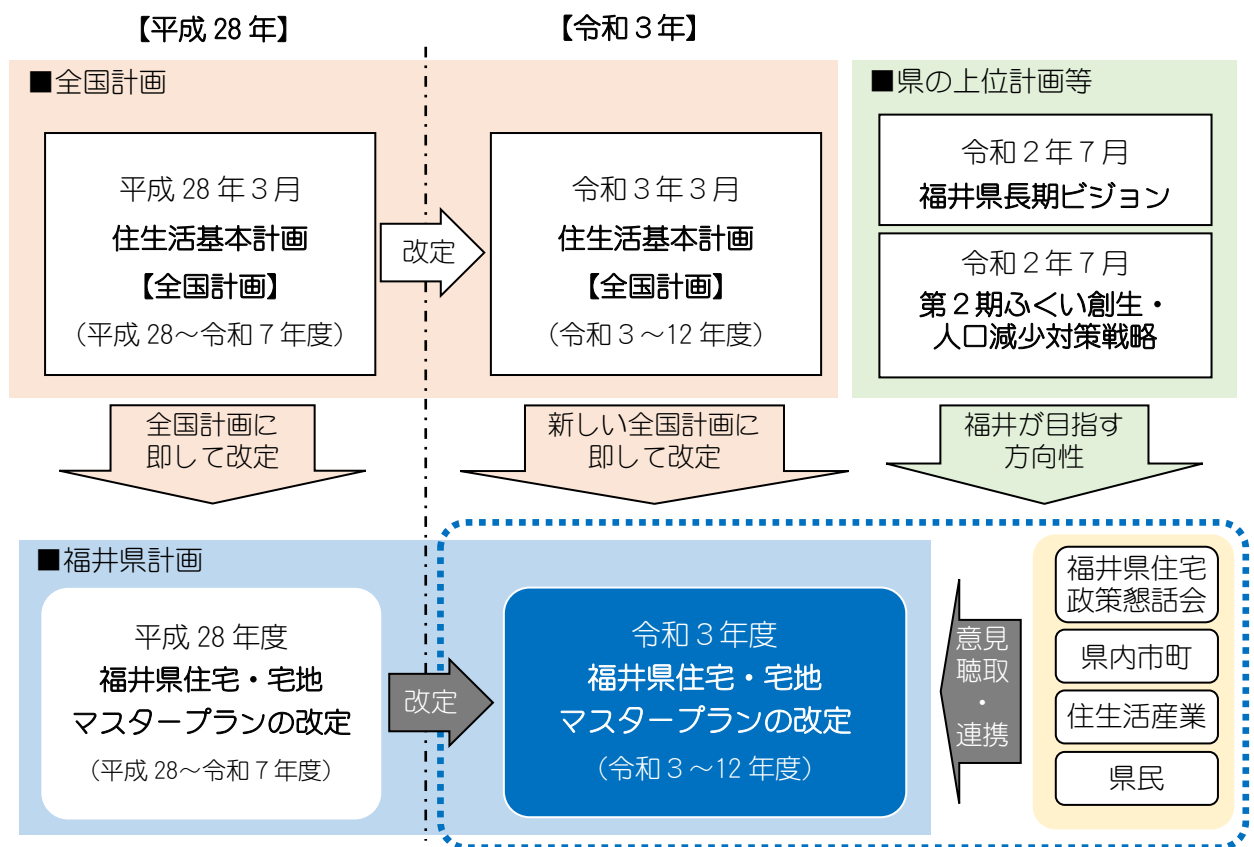 【平成 28 年】
【令和３年】
■全国計画
平成 28 年３月
住生活基本計画
【全国計画】
（平成 28～令和７年度）
改定
令和３年３月
住生活基本計画
【全国計画】
（令和３～12 年度）
■県の上位計画等
令和２年７月
福井県長期ビジョン
令和２年７月
第２期ふくい創生・
人口減少対策戦略
全国計画に
即して改定
新しい全国計画に
即して改定
福井が目指す
方向性
■福井県計画
平成 28 年度
福井県住宅・宅地
マスタープランの改定
（平成 28～令和７年度）
改定
令和３年度
福井県住宅・宅地
マスタープランの改定
（令和３～12 年度）
意見
聴取
・
連携
福井県住宅
政策懇話会
県内市町
住生活産業
県民